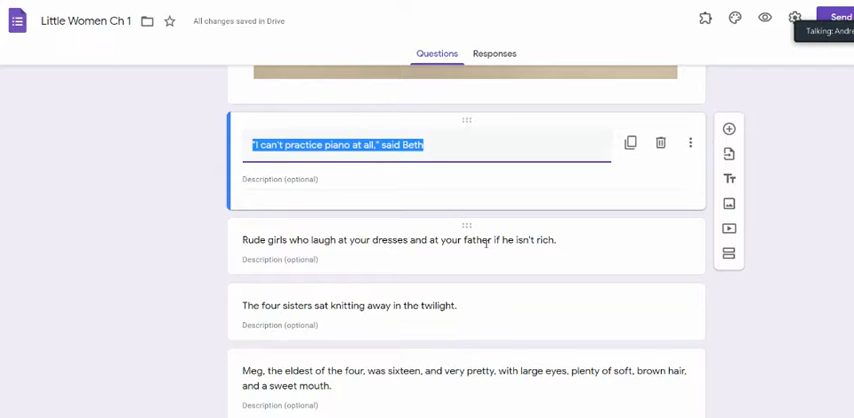 Little Women Ch 1
All changes saved in Drive
Send
Talking: Andre
Questions
Responses
"I can't practice piano at all," said Beth
Description (optional)
Rude girls who laugh at your dresses and at your father if he isn't rich.
Description (optional)
The four sisters sat knitting away in the twilight.
Description (optional)
Meg, the eldest of the four, was sixteen, and very pretty, with large eyes, plenty of soft, brown hair,
and a sweet mouth.
Description (optional)
Tт